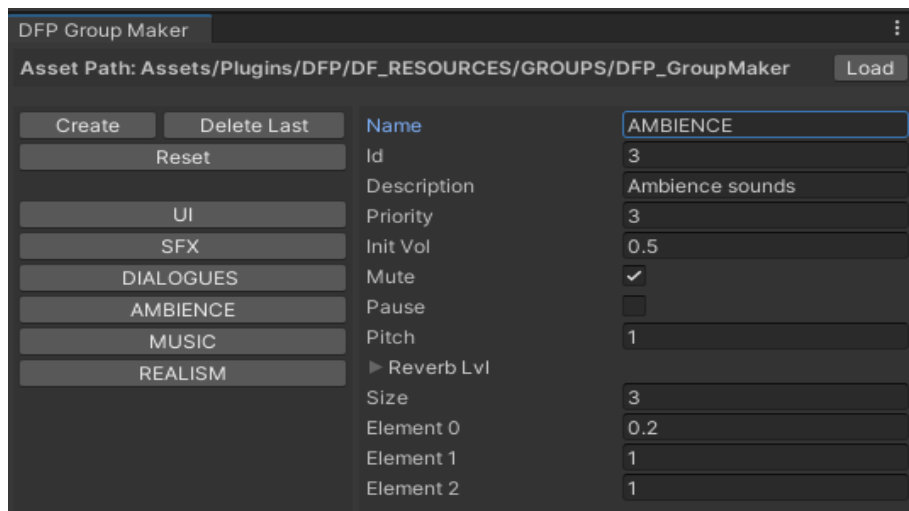 DFP Group Maker
Asset Path: Assets/Plugins/DFP/DF_RESOURCES/GROUPS/DFP_GroupMaker Load
Create Delete Last
Reset
UI
SFX
DIALOGUES
AMBIENCE
MUSIC
REALISM
Name AMBIENCE
Id 3
Description Ambience sounds
Priority 3
Init Vol 0.5
Mute
Pause
Pitch 1
Reverb Lvl
Size 3
Element 0 0.2
Element 1 1
Element 2 1